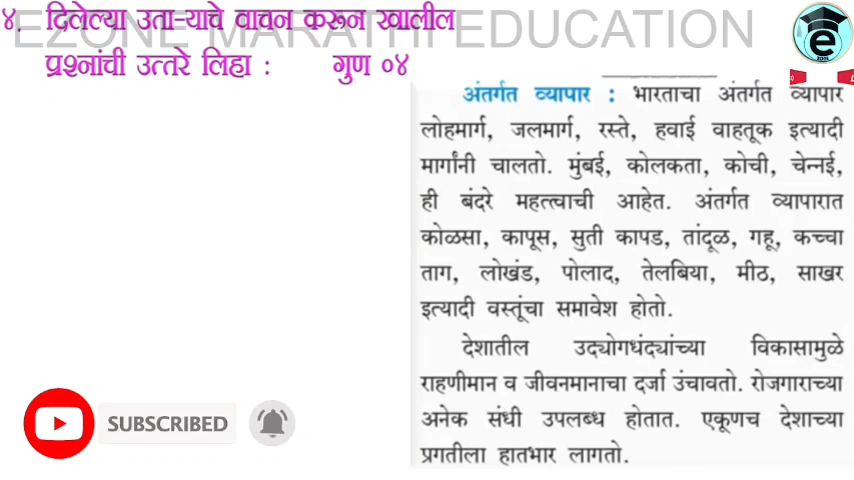 EZONE MARATHI EDUCATION
४. दिलेल्या उता-याचे वाचन करून खालील
प्रश्नांची उत्तरे लिहा : गुण ०४
अंतर्गत व्यापार : भारताचा अंतर्गत व्यापार
लोहमार्ग, जलमार्ग, रस्ते, हवाई वाहतूक इत्यादी
मार्गांनी चालतो. मुंबई, कोलकता, कोची, चेन्नई,
ही बंदरे महत्त्वाची आहेत. अंतर्गत व्यापारात
कोळसा, कापूस, सुती कापड, तांदूळ, गहू, कच्चा
ताग, लोखंड, पोलाद, तेलबिया, मीठ, साखर
इत्यादी वस्तूंचा समावेश होतो.
देशातील उद्योगधंद्यांच्या विकासामुळे
राहणीमान व जीवनमानाचा दर्जा उंचावतो. रोजगाराच्या
अनेक संधी उपलब्ध होतात. एकूणच देशाच्या
प्रगतीला हातभार लागतो.
SUBSCRIBED